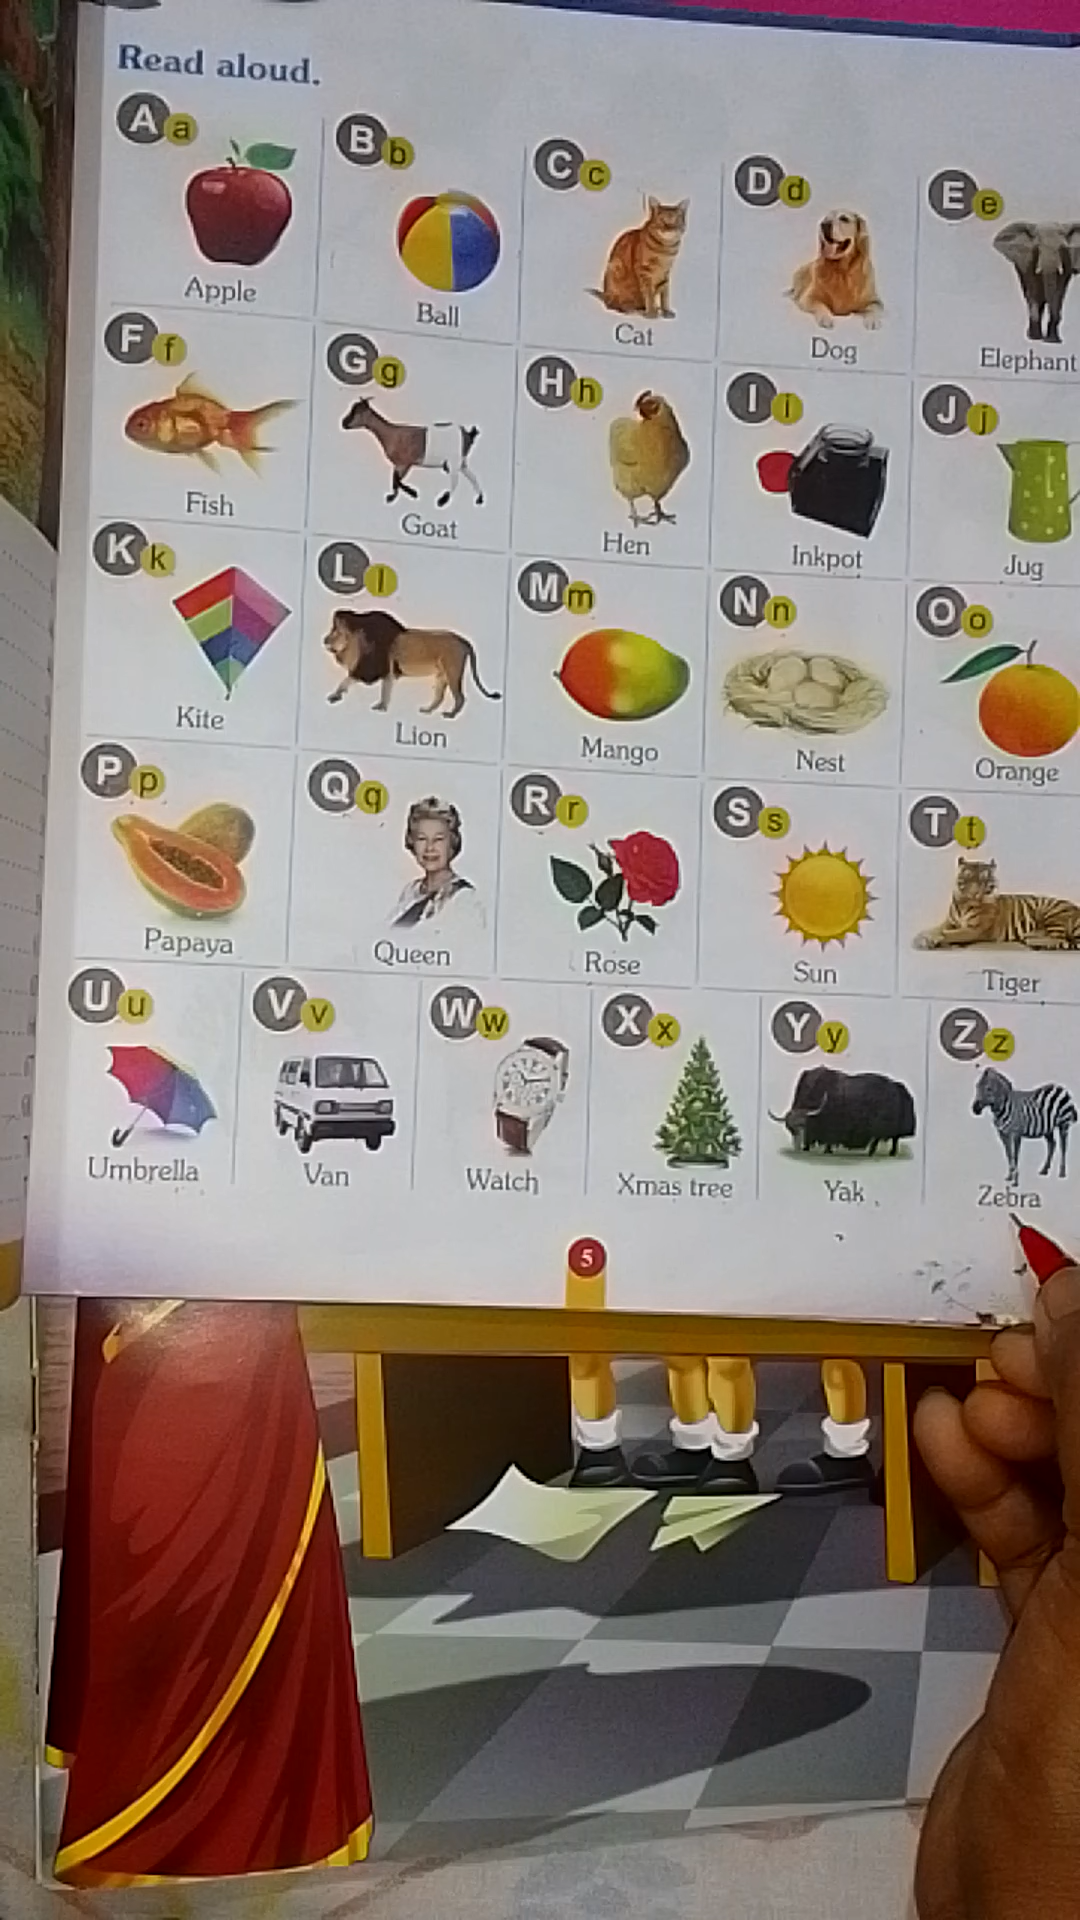 Read aloud.
A a B b C c D d E e
Apple Ball Cat Dog Elephant
F f G g H h I i J j
Fish Goat Hen Inkpot Jug
K k L l M m N n O o
Kite Lion Mango Nest Orange
P p Q q R r S s T t
Papaya Queen Rose Sun Tiger
U u V v W w X x Y y Z z
Umbrella Van Watch Xmas tree Yak Zebra
5